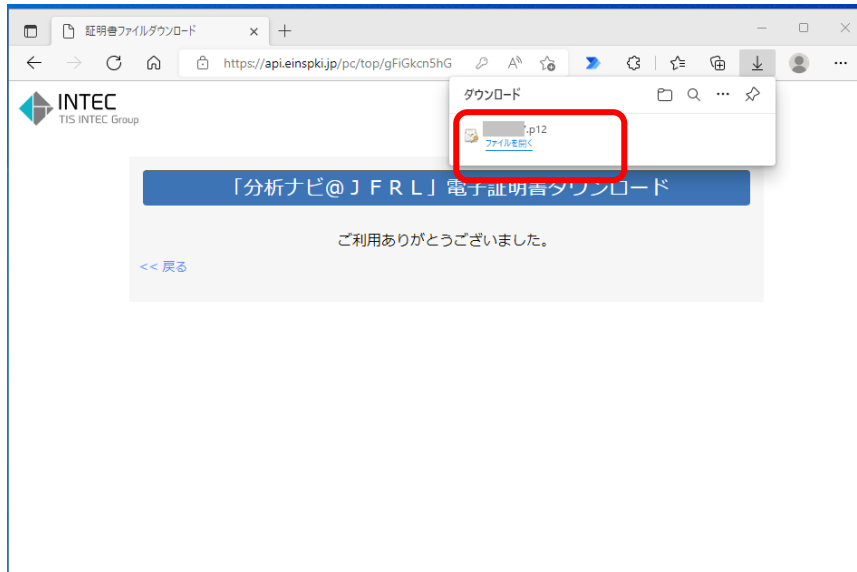 証明書ファイルダウンロード
https://api.einspki.jp/pc/top/gFiGkcn5hG
INTEC
TIS INTEC Group
ダウンロード
.p12
ファイルを開く
「分析ナビ@JFRL」電子証明書ダウンロード
ご利用ありがとうございました。
<< 戻る